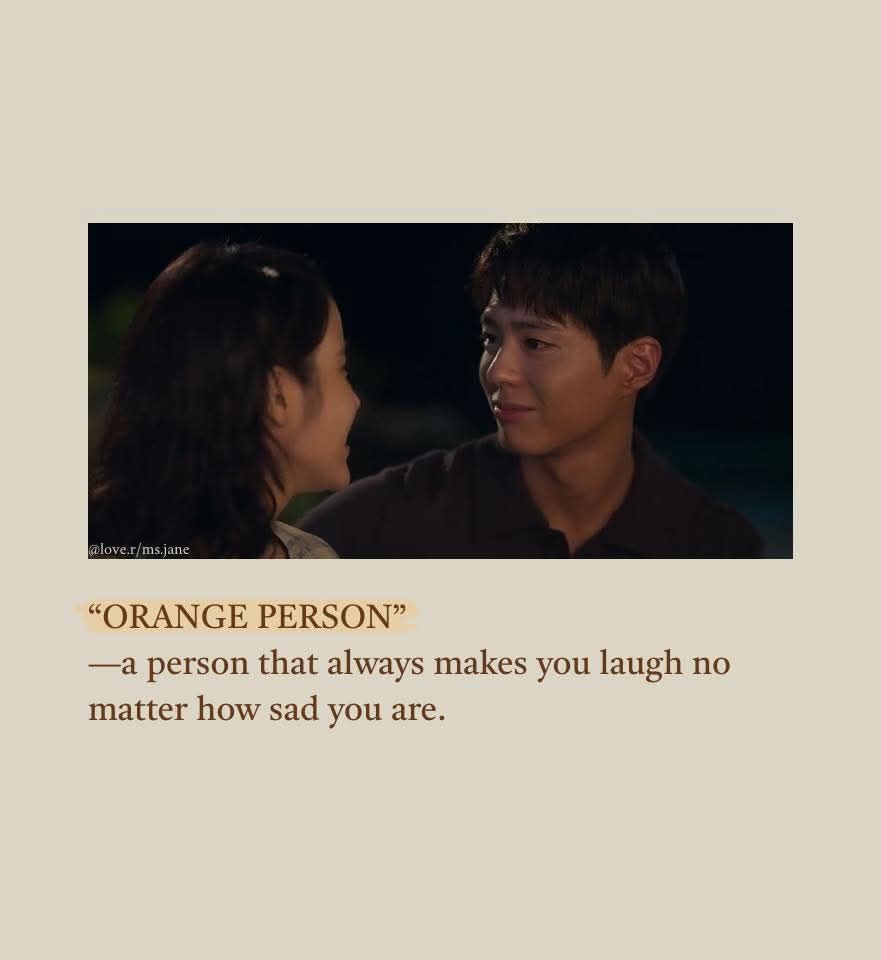 @love.r/ms.jane
“ORANGE PERSON”
—a person that always makes you laugh no
matter how sad you are.